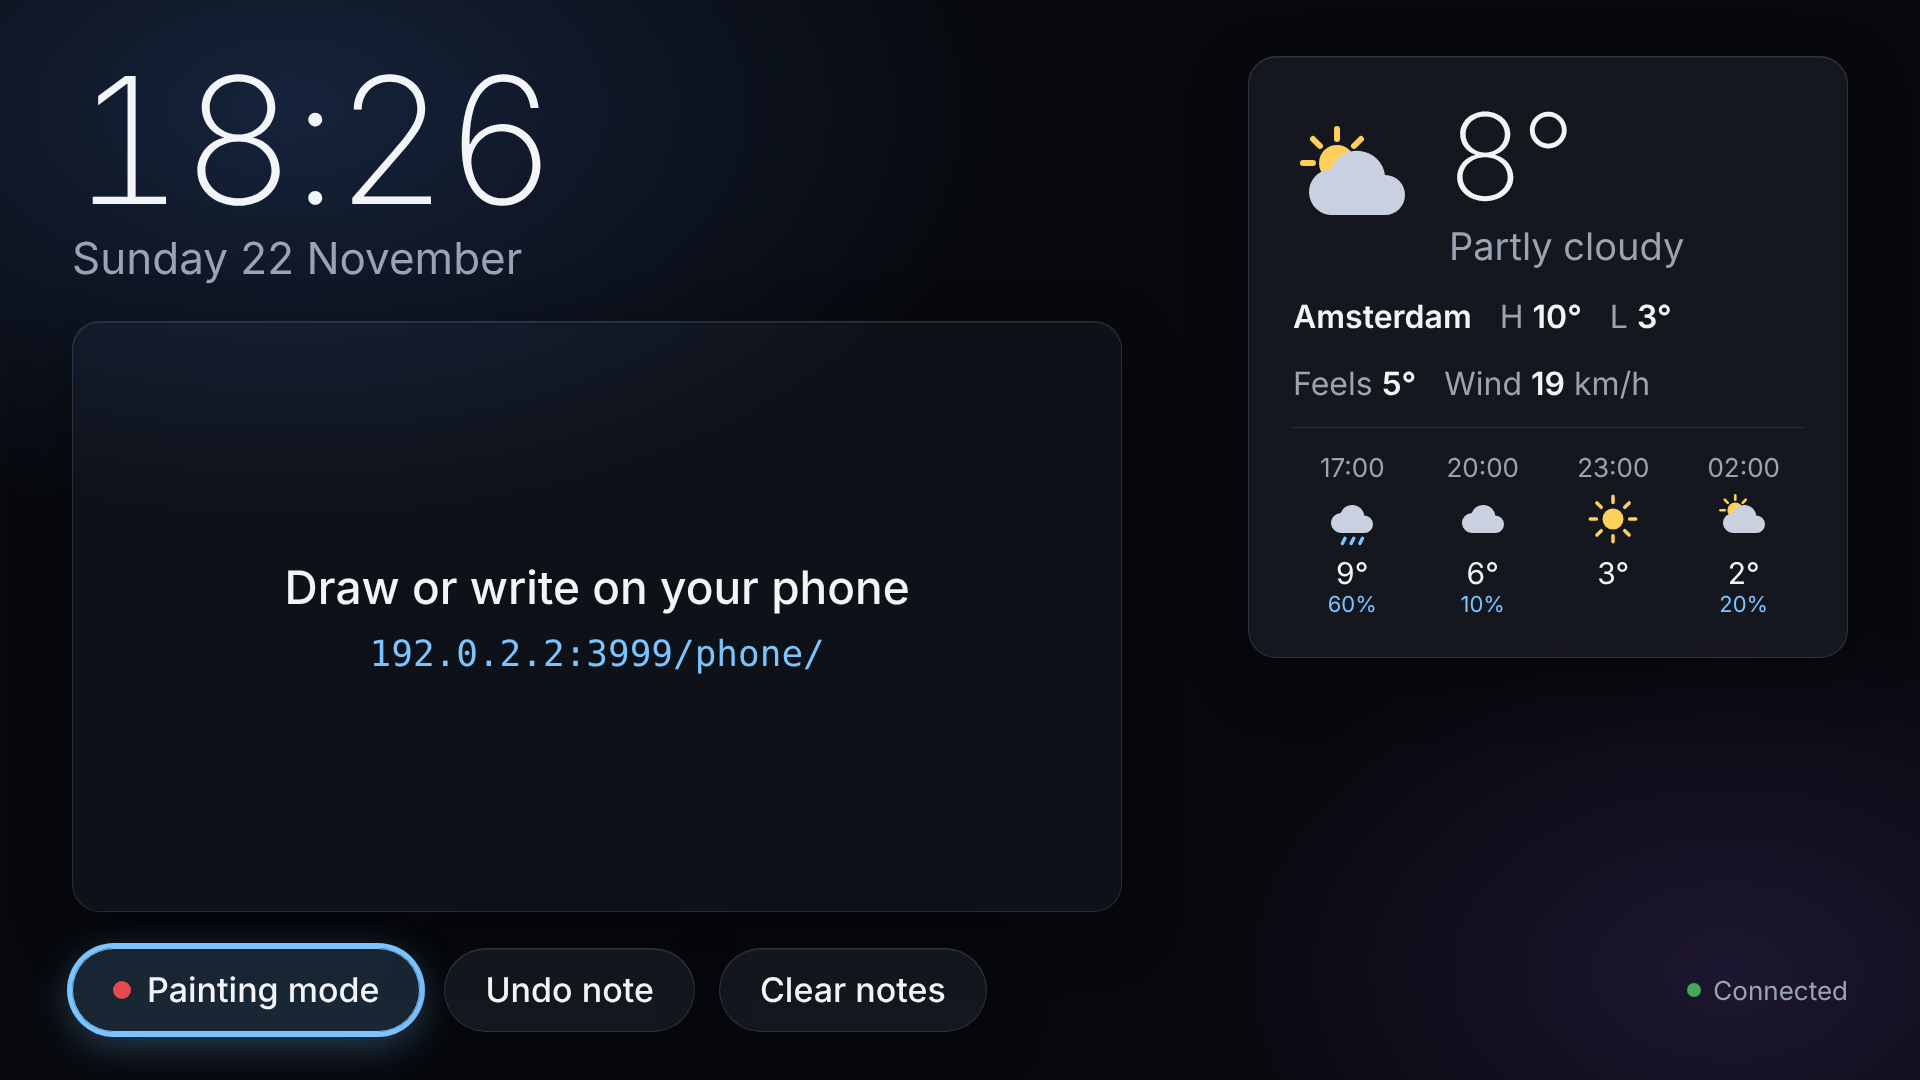 18:26
Sunday 22 November
Draw or write on your phone
192.0.2.2:3999/phone/
Painting mode
Undo note
Clear notes
8°
Partly cloudy
Amsterdam H 10° L 3°
Feels 5° Wind 19 km/h
17:00 20:00 23:00 02:00
9° 6° 3° 2°
60% 10% 20%
Connected